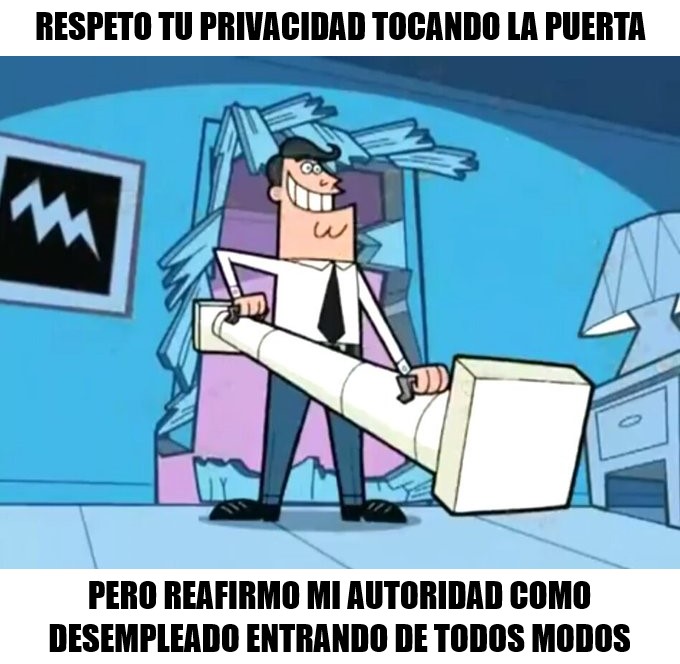 RESPETO TU PRIVACIDAD TOCANDO LA PUERTA
PERO REAFIRMO MI AUTORIDAD COMO
DESEMPLEADO ENTRANDO DE TODOS MODOS